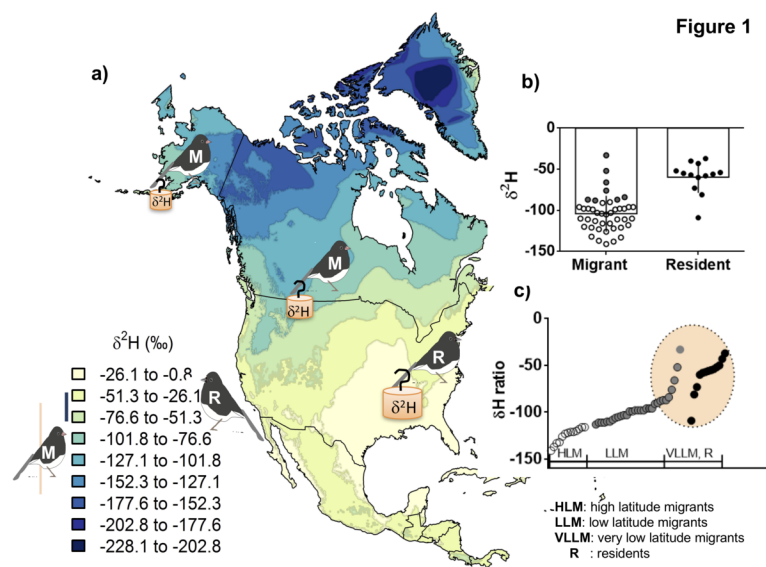 Figure 1
a)
M
δ²H
M
δ²H
R
δ²H
R
M
δ²H (‰)
-26.1 to -0.8
-51.3 to -26.1
-76.6 to -51.3
-101.8 to -76.6
-127.1 to -101.8
-152.3 to -127.1
-177.6 to -152.3
-202.8 to -177.6
-228.1 to -202.8
b)
δ²H
0
-50
-100
-150
Migrant Resident
c)
δH ratio
0
-50
-100
-150
HLM LLM VLLM, R
HLM: high latitude migrants
LLM: low latitude migrants
VLLM: very low latitude migrants
R : residents